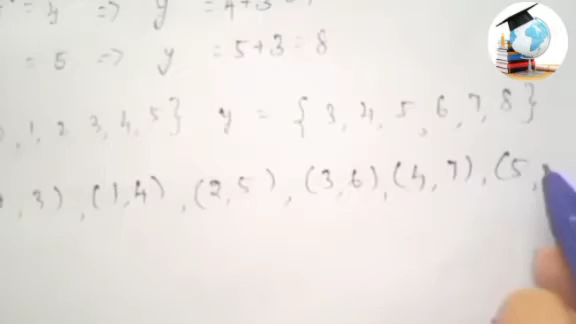 = 4 => y = 4+3 = 7
= 5 => y = 5+3 = 8
, 1, 2 3, 4, 5} y = {3, 4, 5, 6, 7, 8}
, 3), (1, 4), (2, 5), (3, 6), (4, 7), (5,